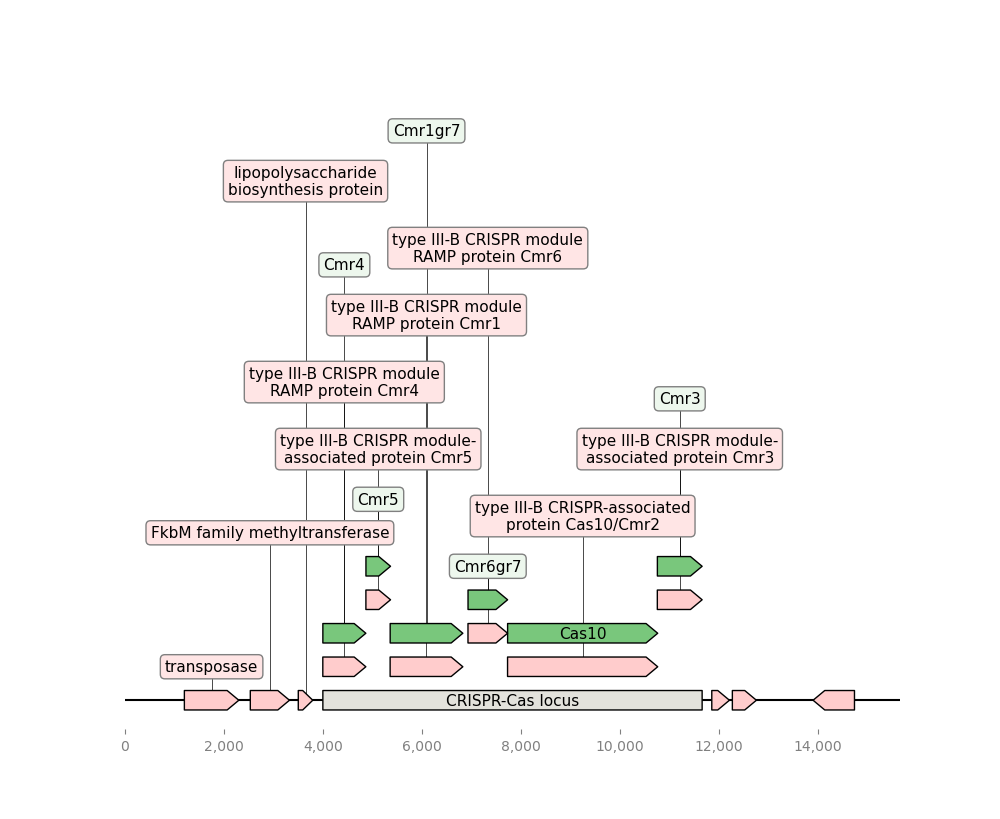 Cmr1gr7
lipopolysaccharide
biosynthesis protein
type III-B CRISPR module
RAMP protein Cmr6
Cmr4
type III-B CRISPR module
RAMP protein Cmr1
type III-B CRISPR module
RAMP protein Cmr4
Cmr3
type III-B CRISPR module-
associated protein Cmr5
type III-B CRISPR module-
associated protein Cmr3
Cmr5
type III-B CRISPR-associated
protein Cas10/Cmr2
FkbM family methyltransferase
Cmr6gr7
Cas10
transposase
CRISPR-Cas locus
0 2,000 4,000 6,000 8,000 10,000 12,000 14,000